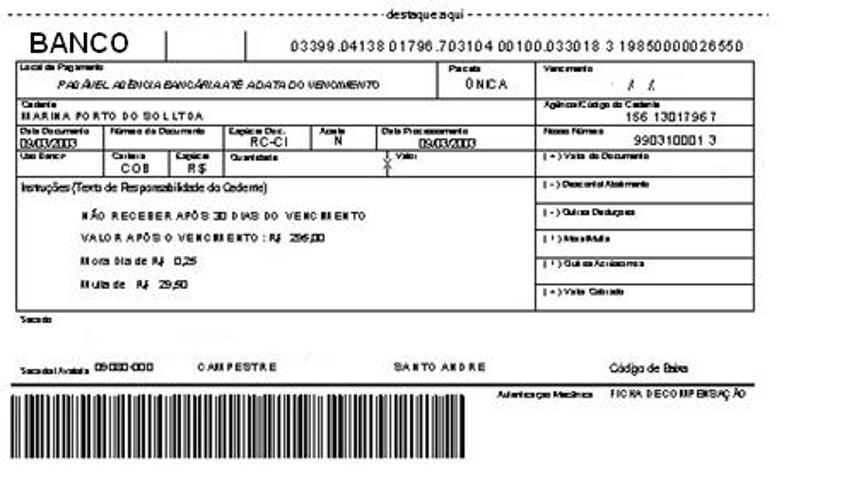 destaque aqui
BANCO 03399.04138 01796.703104 00100.033018 3 19850000026550
Local de Pagamento Parcela Vencimento
PAGÁVEL AGÊNCIA BANCÁRIA ATÉ A DATA DO VENCIMENTO ÚNICA / /
Cedente Agência/Código do Cedente
MARINA PORTO DO SOL LTDA 156 13017967
Data Documento Número do Documento Espécie Doc. Aceite Data Processamento Nosso Número
09/03/2003 RC-CI N 09/03/2003 990310001 3
Uso Banco Carteira Espécie Quantidade Valor ( = ) Valor do Documento
COB R$ X
Instruções (Texto de Responsabilidade do Cedente) ( - ) Desconto/Abatimento
NÃO RECEBER APÓS 30 DIAS DO VENCIMENTO ( - ) Outras Deduções
VALOR APÓS O VENCIMENTO : R$ 295,00 ( + ) Mora/Multa
Mora Dia de R$ 0,25 ( + ) Outros Acréscimos
Multa de R$ 29,50 ( = ) Valor Cobrado
Sacado
Sacador/Avalista CAMPESTRE SANTO ANDRE Código de Baixa
Autenticação Mecânica FICHA DE COMPENSAÇÃO